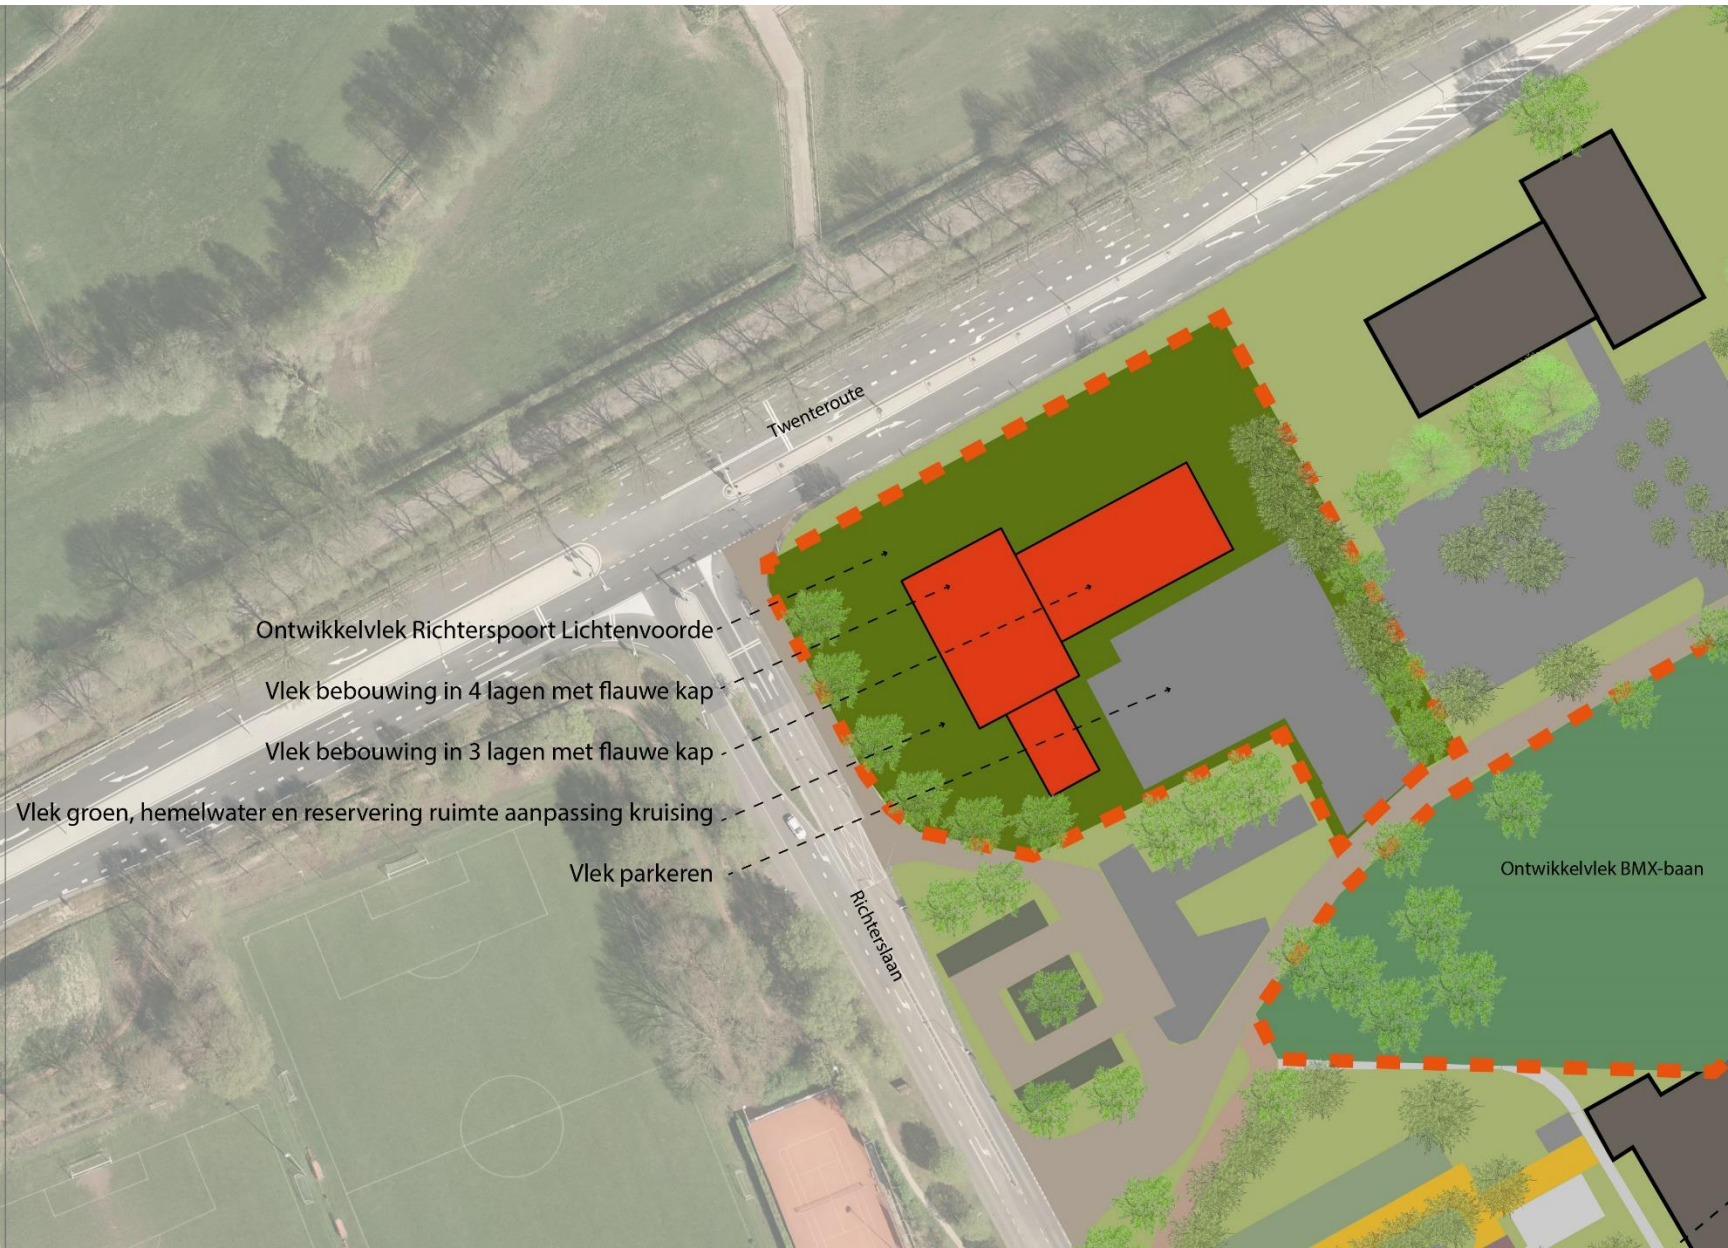 Twenteroute
Ontwikkelvlek Richterspoort Lichtenvoorde
Vlek bebouwing in 4 lagen met flauwe kap
Vlek bebouwing in 3 lagen met flauwe kap
Vlek groen, hemelwater en reservering ruimte aanpassing kruising
Vlek parkeren
Ontwikkelvlek BMX-baan
Richterslaan